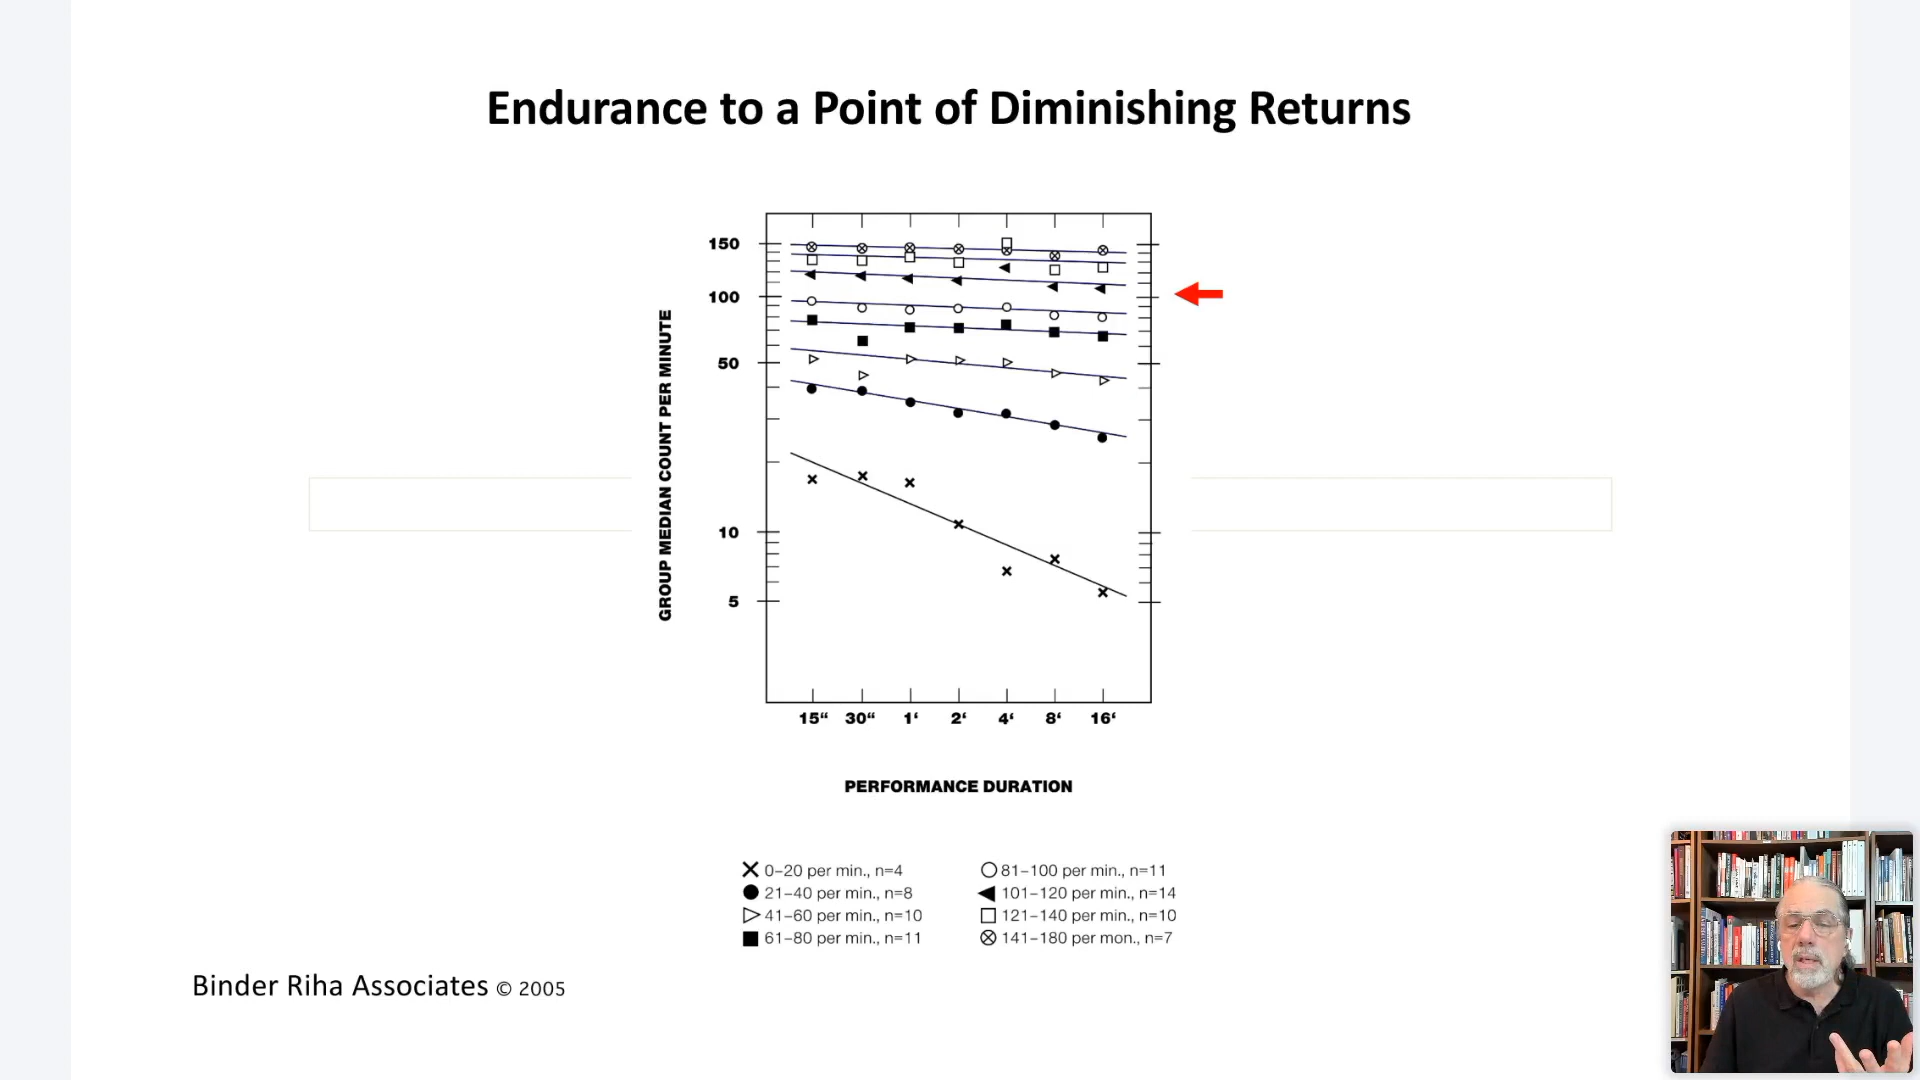 Endurance to a Point of Diminishing Returns
GROUP MEDIAN COUNT PER MINUTE
150
100
50
10
5
15“ 30“ 1‘ 2‘ 4‘ 8‘ 16‘
PERFORMANCE DURATION
0–20 per min., n=4
21–40 per min., n=8
41–60 per min., n=10
61–80 per min., n=11
81–100 per min., n=11
101–120 per min., n=14
121–140 per min., n=10
141–180 per mon., n=7
Binder Riha Associates © 2005